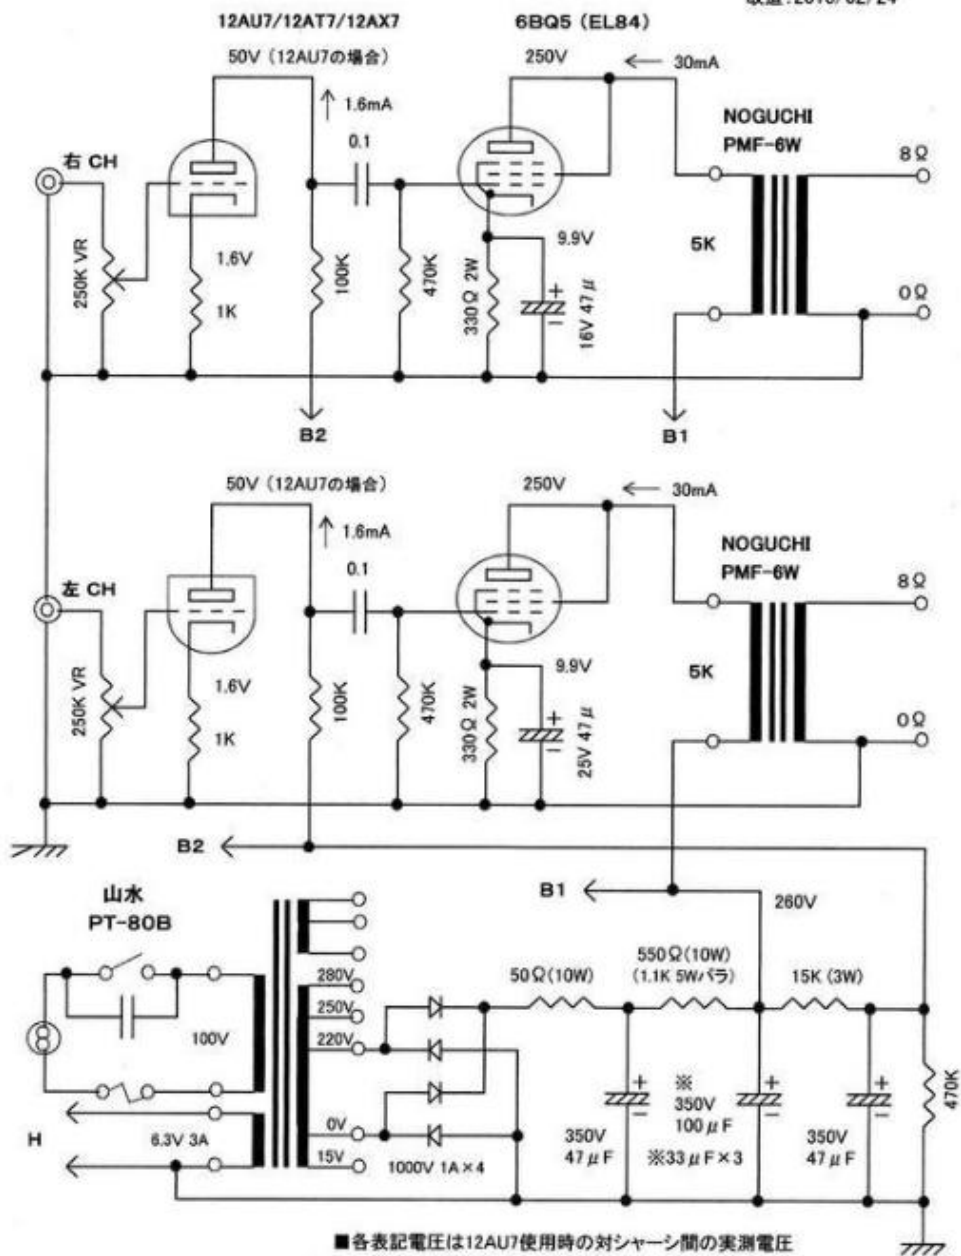 12AU7/12AT7/12AX7
6BQ5 (EL84)
50V (12AU7の場合)
250V
30mA
1.6mA
NOGUCHI
PMF-6W
0.1
右 CH
8Ω
250K VR
1.6V
1K
100K
470K
9.9V
330Ω 2W
16V 47μ
5K
0Ω
B2
B1
50V (12AU7の場合)
250V
30mA
1.6mA
NOGUCHI
PMF-6W
0.1
左 CH
8Ω
250K VR
1.6V
1K
100K
470K
9.9V
330Ω 2W
25V 47μ
5K
0Ω
B2
B1
260V
山水
PT-80B
280V
250V
220V
0V
15V
100V
6.3V 3A
H
1000V 1A×4
50Ω(10W)
550Ω(10W)
(1.1K 5Wパラ)
15K (3W)
350V
47μF
※
350V
100μF
※33μF×3
350V
47μF
470K
■各表記電圧は12AU7使用時の対シャーシ間の実測電圧